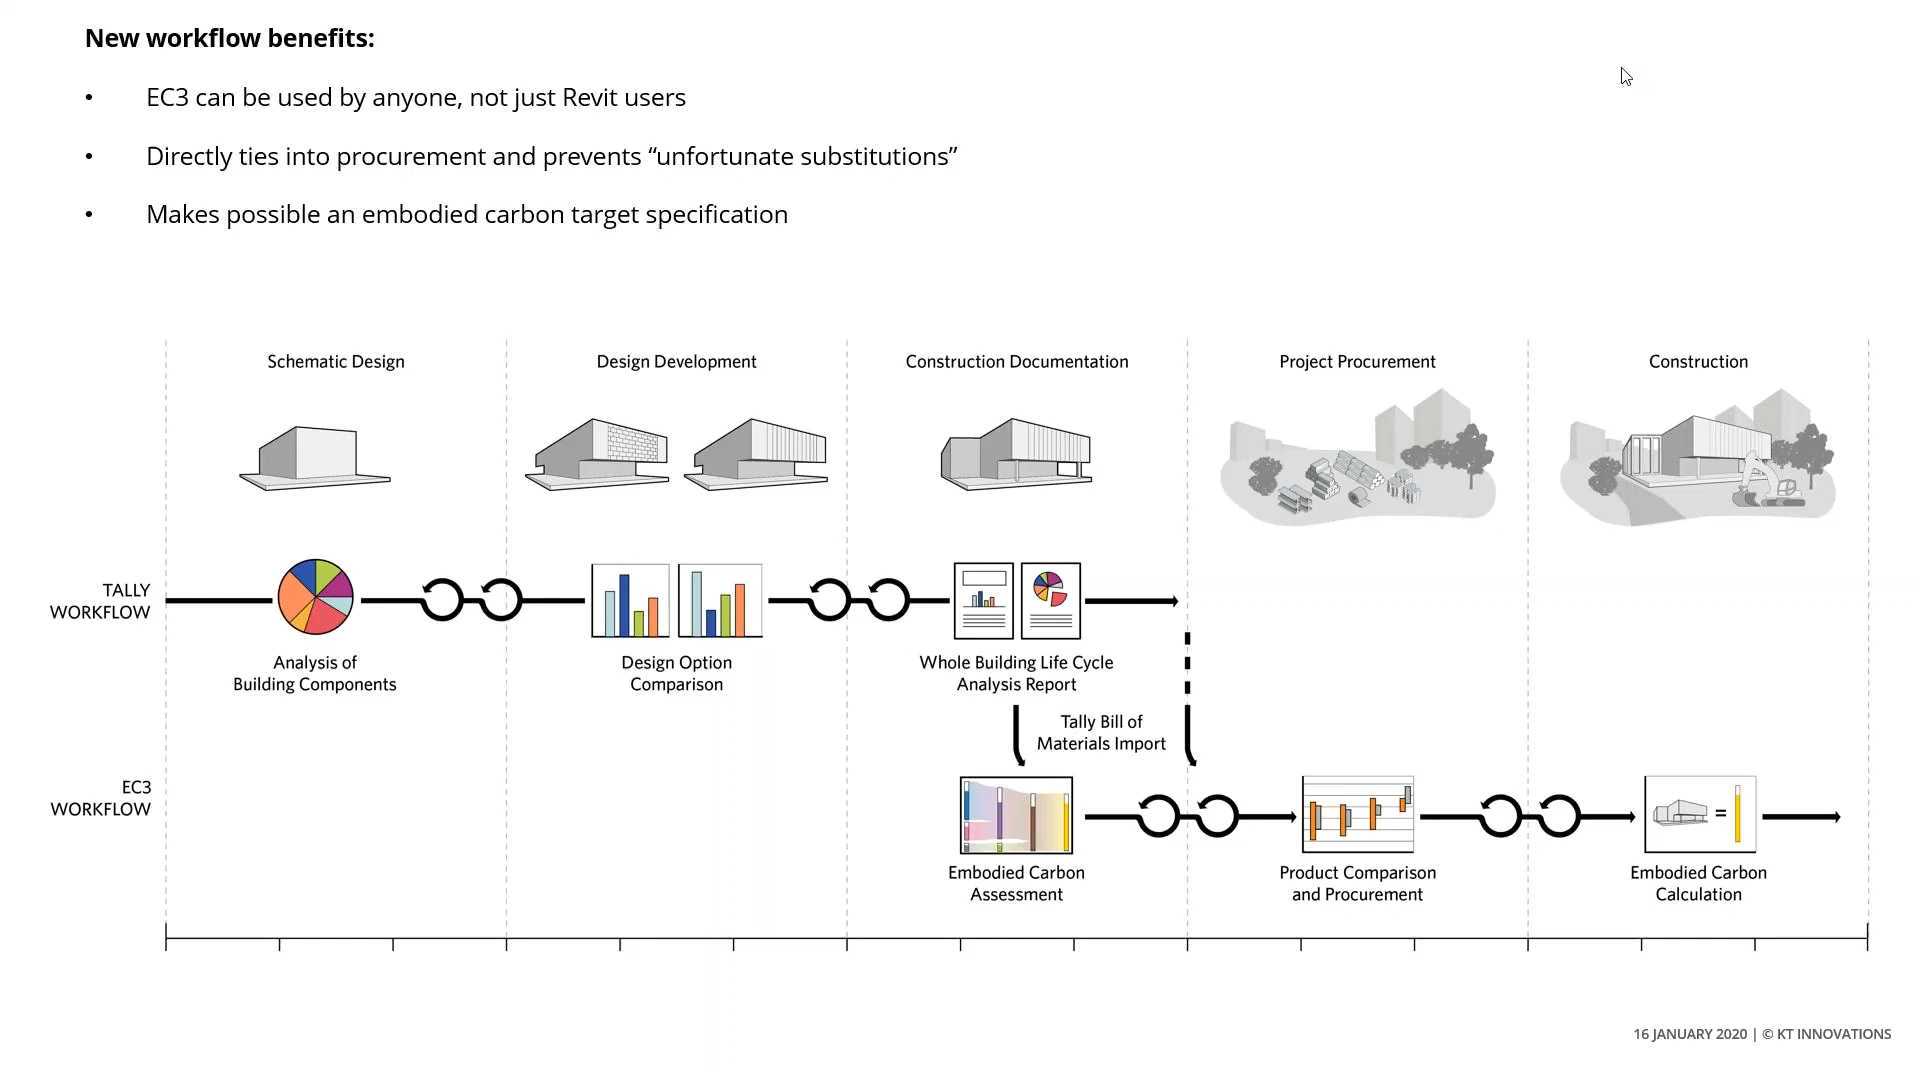 New workflow benefits:
• EC3 can be used by anyone, not just Revit users
• Directly ties into procurement and prevents “unfortunate substitutions”
• Makes possible an embodied carbon target specification
Schematic Design
Design Development
Construction Documentation
Project Procurement
Construction
TALLY
WORKFLOW
Analysis of
Building Components
Design Option
Comparison
Whole Building Life Cycle
Analysis Report
Tally Bill of
Materials Import
EC3
WORKFLOW
=
Embodied Carbon
Assessment
Product Comparison
and Procurement
Embodied Carbon
Calculation
16 JANUARY 2020 | © KT INNOVATIONS